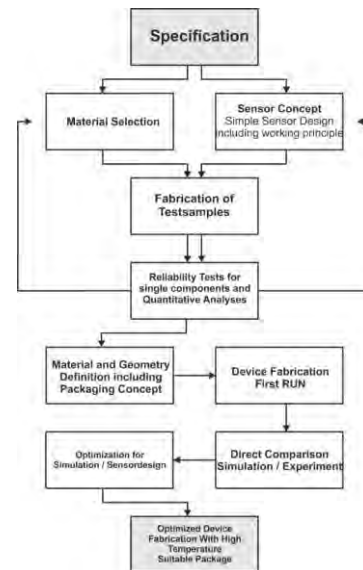 Specification
Material Selection
Sensor Concept
Simple Sensor Design
including working principle
Fabrication of
Testsamples
Reliability Tests for
single components and
Quantitative Analyses
Material and Geometry
Definition including
Packaging Concept
Device Fabrication
First RUN
Optimization for
Simulation / Sensordesign
Direct Comparison
Simulation / Experiment
Optimized Device
Fabrication With High
Temperature
Suitable Package